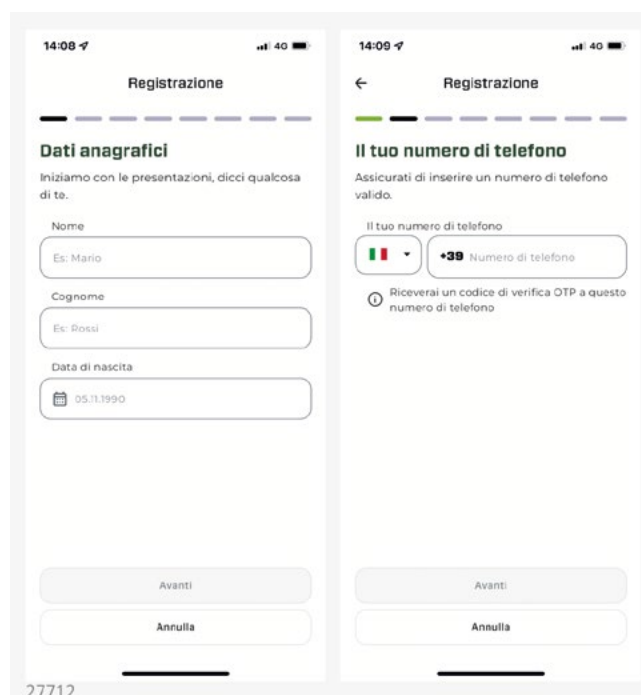 14:08
4G
Registrazione
Dati anagrafici
Iniziamo con le presentazioni, dicci qualcosa
di te.
Nome
Es: Mario
Cognome
Es: Rossi
Data di nascita
05.11.1990
Avanti
Annulla
14:09
4G
Registrazione
Il tuo numero di telefono
Assicurati di inserire un numero di telefono
valido.
Il tuo numero di telefono
+39 Numero di telefono
Riceverai un codice di verifica OTP a questo
numero di telefono
Avanti
Annulla
27712